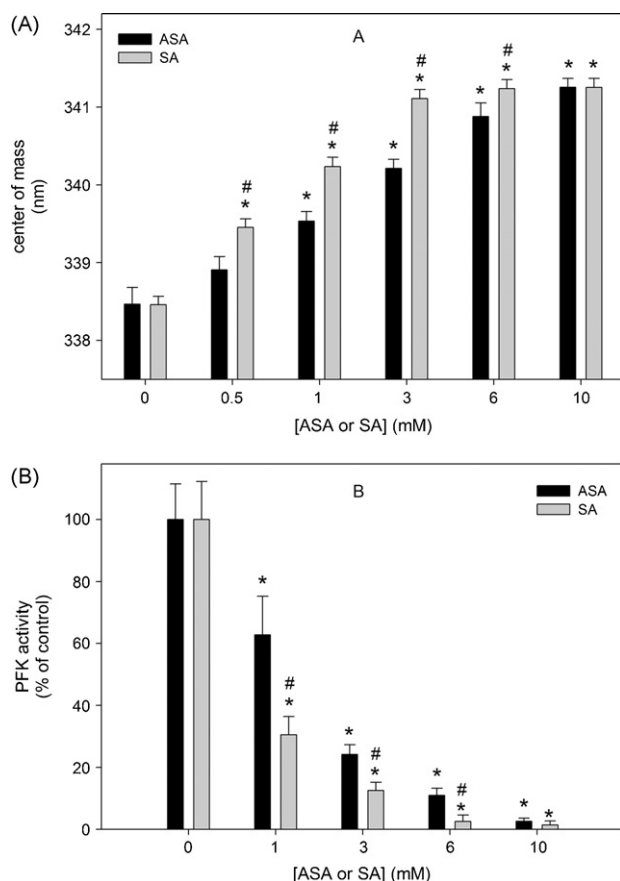 (A)
A
ASA
SA
342
341
340
339
338
center of mass
(nm)
#
*
*
#
*
*
#
*
*
#
*
*
*
0 0.5 1 3 6 10
[ASA or SA] (mM)
(B)
B
ASA
SA
100
80
60
40
20
0
PFK activity
(% of control)
*
#
*
*
#
*
*
#
*
*
*
0 1 3 6 10
[ASA or SA] (mM)